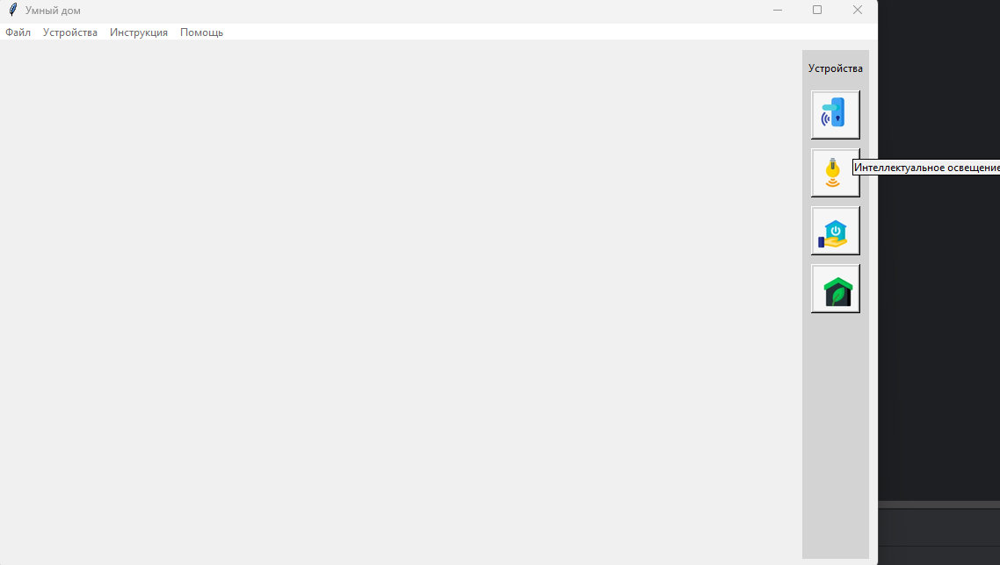 Умный дом
Файл Устройства Инструкция Помощь
Устройства
Интеллектуальное освещение